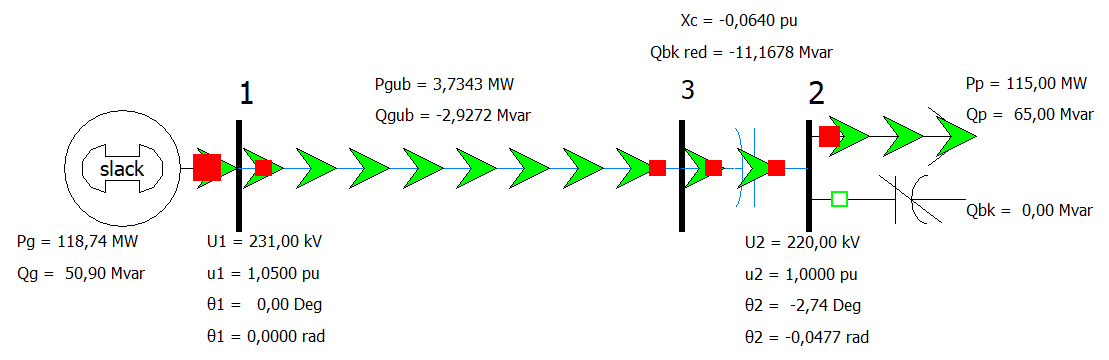 Xc = -0,0640 pu
Qbk red = -11,1678 Mvar
Pgub = 3,7343 MW
Qgub = -2,9272 Mvar
1
3
2
Pp = 115,00 MW
Qp = 65,00 Mvar
slack
Qbk = 0,00 Mvar
Pg = 118,74 MW
Qg = 50,90 Mvar
U1 = 231,00 kV
u1 = 1,0500 pu
θ1 = 0,00 Deg
θ1 = 0,0000 rad
U2 = 220,00 kV
u2 = 1,0000 pu
θ2 = -2,74 Deg
θ2 = -0,0477 rad